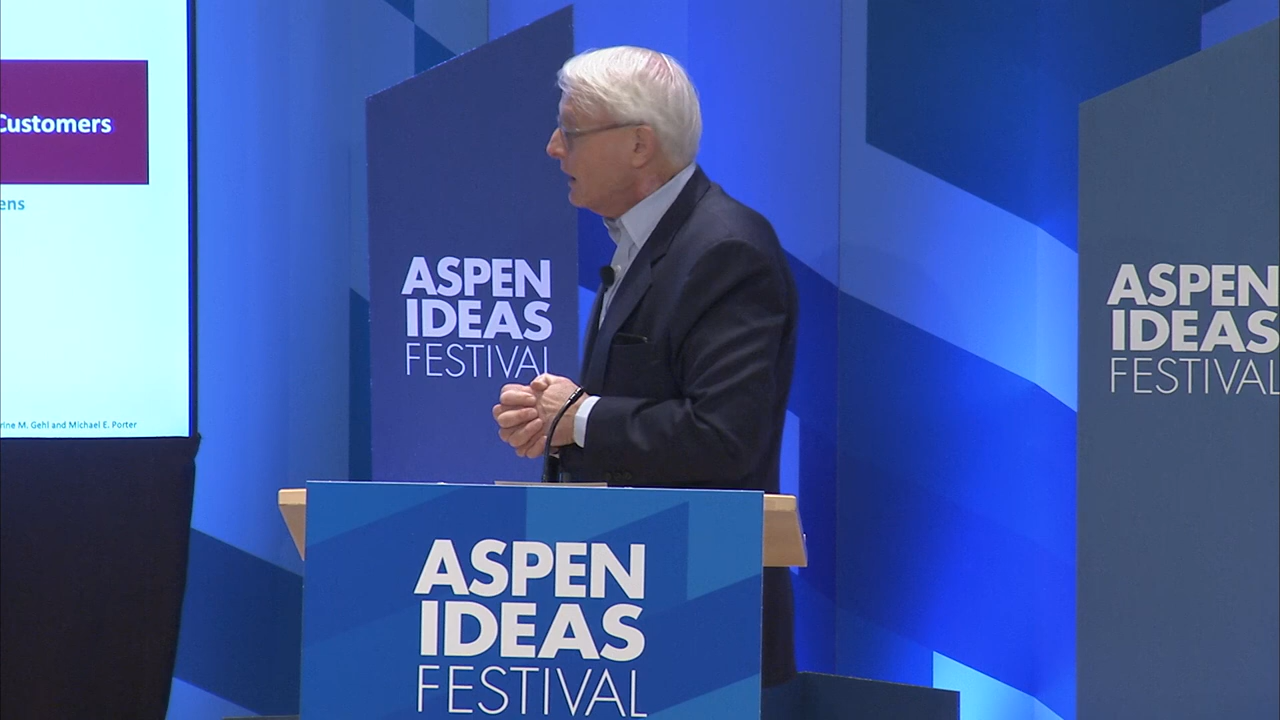 Customers
ens
rine M. Gehl and Michael E. Porter
ASPEN
IDEAS
FESTIVAL
ASPEN
IDEAS
FESTIVAL
ASPEN
IDEAS
FESTIVAL